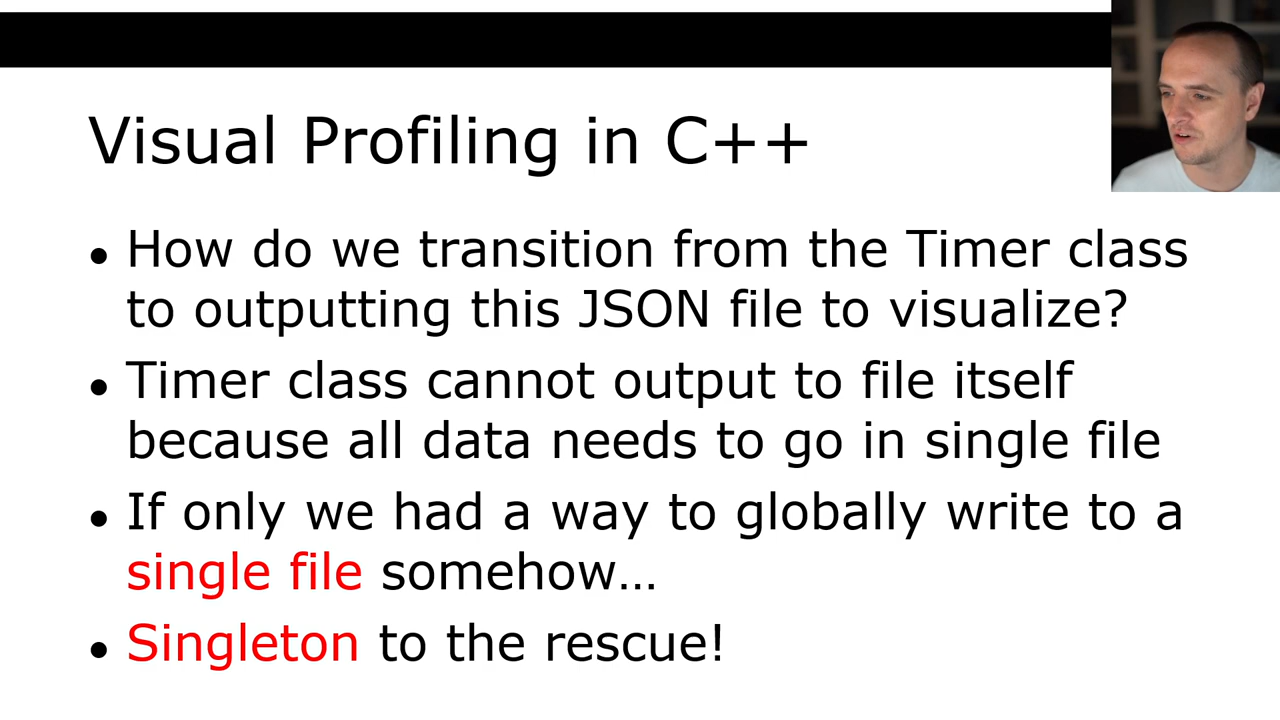 Visual Profiling in C++
• How do we transition from the Timer class
to outputting this JSON file to visualize?
• Timer class cannot output to file itself
because all data needs to go in single file
• If only we had a way to globally write to a
single file somehow…
• Singleton to the rescue!